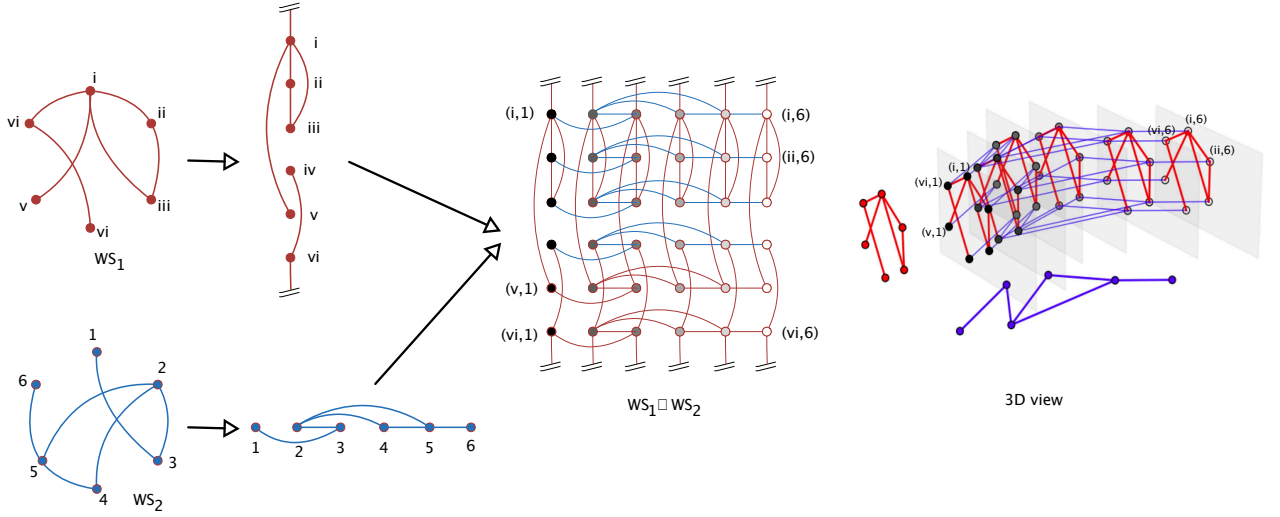 i
ii
vi
v
iii
vi
WS1
i
ii
iii
iv
v
vi
1
2
6
5
3
4
WS2
1 2 3 4 5 6
(i,1)
(i,6)
(ii,6)
(v,1)
(vi,1)
(vi,6)
WS1□WS2
(i,6)
(vi,6)
(ii,6)
(i,1)
(vi,1)
(v,1)
3D view